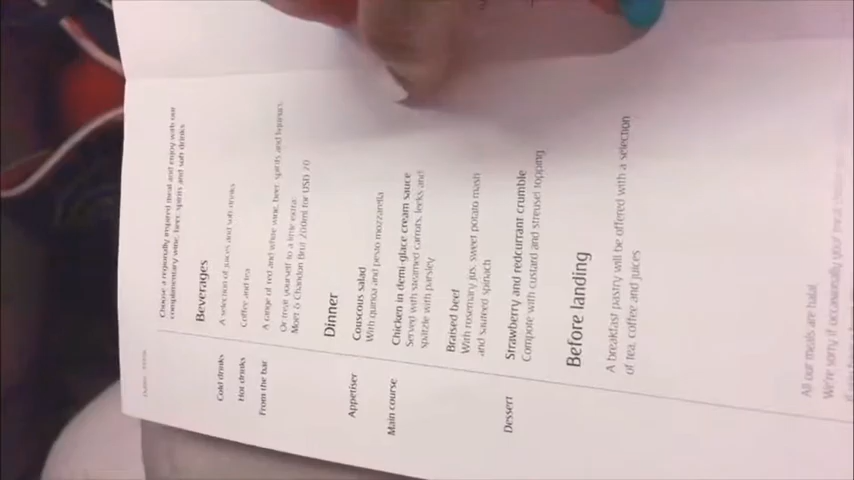 Choose a regionally inspired meal and enjoy with our
complimentary wine, beer, spirits and soft drinks
Beverages
Cold drinks A selection of juices and soft drinks
Hot drinks Coffee and tea
From the bar A range of red and white wine, beer, spirits and liqueurs
Or treat yourself to a little extra:
Moët & Chandon Brut 200ml for USD 20
Dinner
Appetiser Couscous salad
With quinoa and pesto mozzarella
Main course Chicken in demi-glace cream sauce
Served with steamed carrots, leeks and
spätzle with parsley
Braised beef
With rosemary jus, sweet potato mash
and sautéed spinach
Dessert Strawberry and redcurrant crumble
Compote with custard and streusel topping
Before landing
A breakfast pastry will be offered with a selection
of tea, coffee and juices
All our meals are halal
We're sorry if occasionally your meal